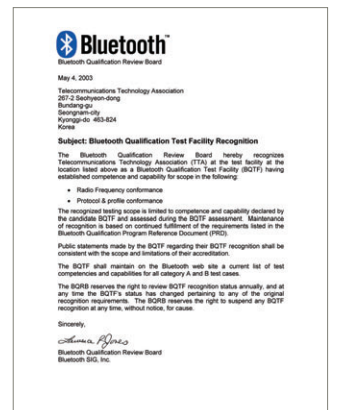 Bluetooth™
Bluetooth Qualification Review Board
May 4, 2003
Telecommunications Technology Association
267-2 Seohyeon-dong
Bundang-gu
Seongnam-city
Kyonggi-do 463-824
Korea
Subject: Bluetooth Qualification Test Facility Recognition
The Bluetooth Qualification Review Board hereby recognizes
Telecommunications Technology Association (TTA) at the test facility at the
location listed above as a Bluetooth Qualification Test Facility (BQTF) having
established competence and capability for scope in the following:
• Radio Frequency conformance
• Protocol & profile conformance
The recognized testing scope is limited to competence and capability declared by
the candidate BQTF and assessed during the BQTF assessment. Maintenance
of recognition is based on continued fulfillment of the requirements listed in the
Bluetooth Qualification Program Reference Document (PRD).
Public statements made by the BQTF regarding their BQTF recognition shall be
consistent with the scope and limitations of their accreditation.
The BQTF shall maintain on the Bluetooth web site a current list of test
competencies and capabilities for all category A and B test cases.
The BQRB reserves the right to review BQTF recognition status annually, and at
any time the BQTF's status has changed pertaining to any of the original
recognition requirements. The BQRB reserves the right to suspend any BQTF
recognition at any time, without notice, for cause.
Sincerely,
Bluetooth Qualification Review Board
Bluetooth SIG, Inc.